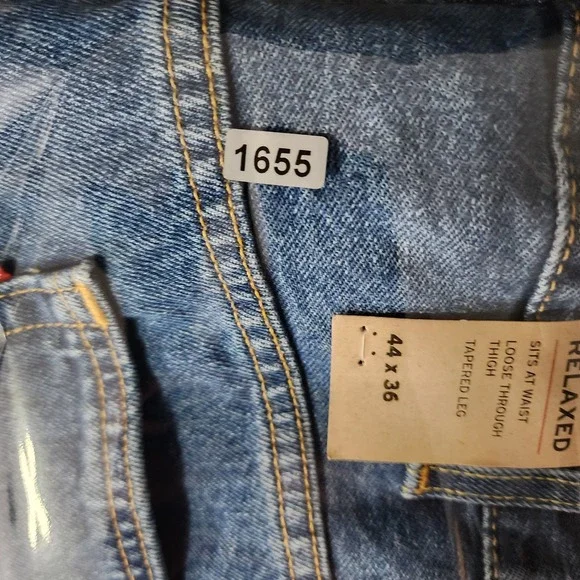 1655
RELAXED
SITS AT WAIST
LOOSE THROUGH
THIGH
TAPERED LEG
44 x 36